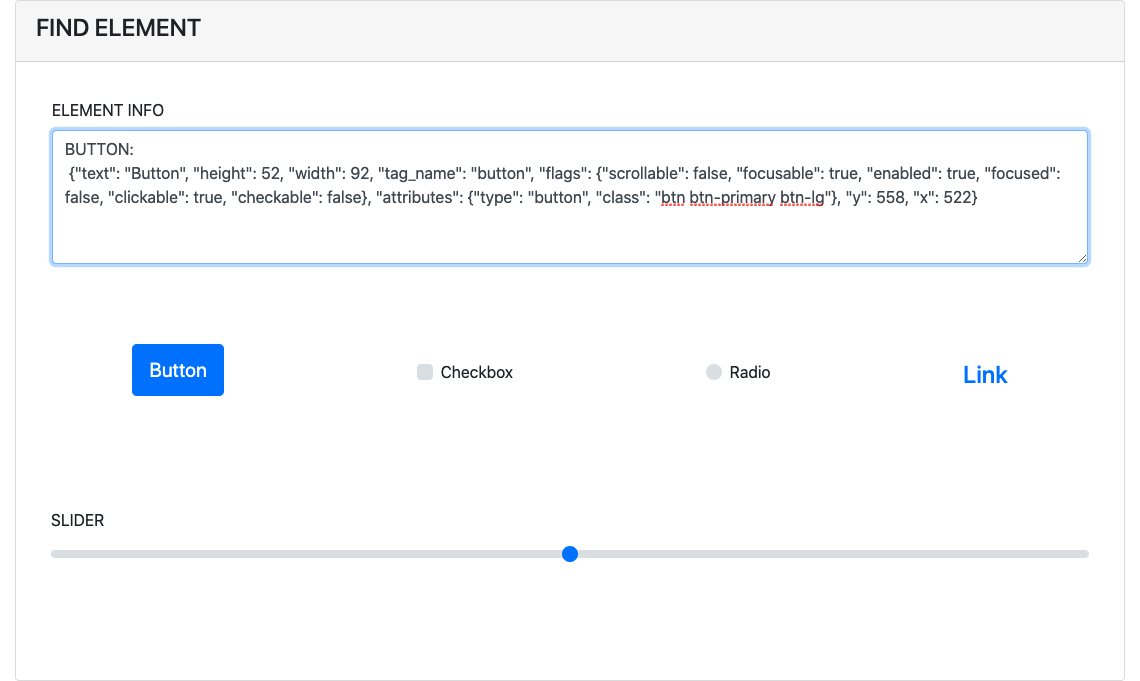 FIND ELEMENT
ELEMENT INFO
BUTTON:
{"text": "Button", "height": 52, "width": 92, "tag_name": "button", "flags": {"scrollable": false, "focusable": true, "enabled": true, "focused":
false, "clickable": true, "checkable": false}, "attributes": {"type": "button", "class": "btn btn-primary btn-lg"}, "y": 558, "x": 522}
Button
Checkbox
Radio
Link
SLIDER